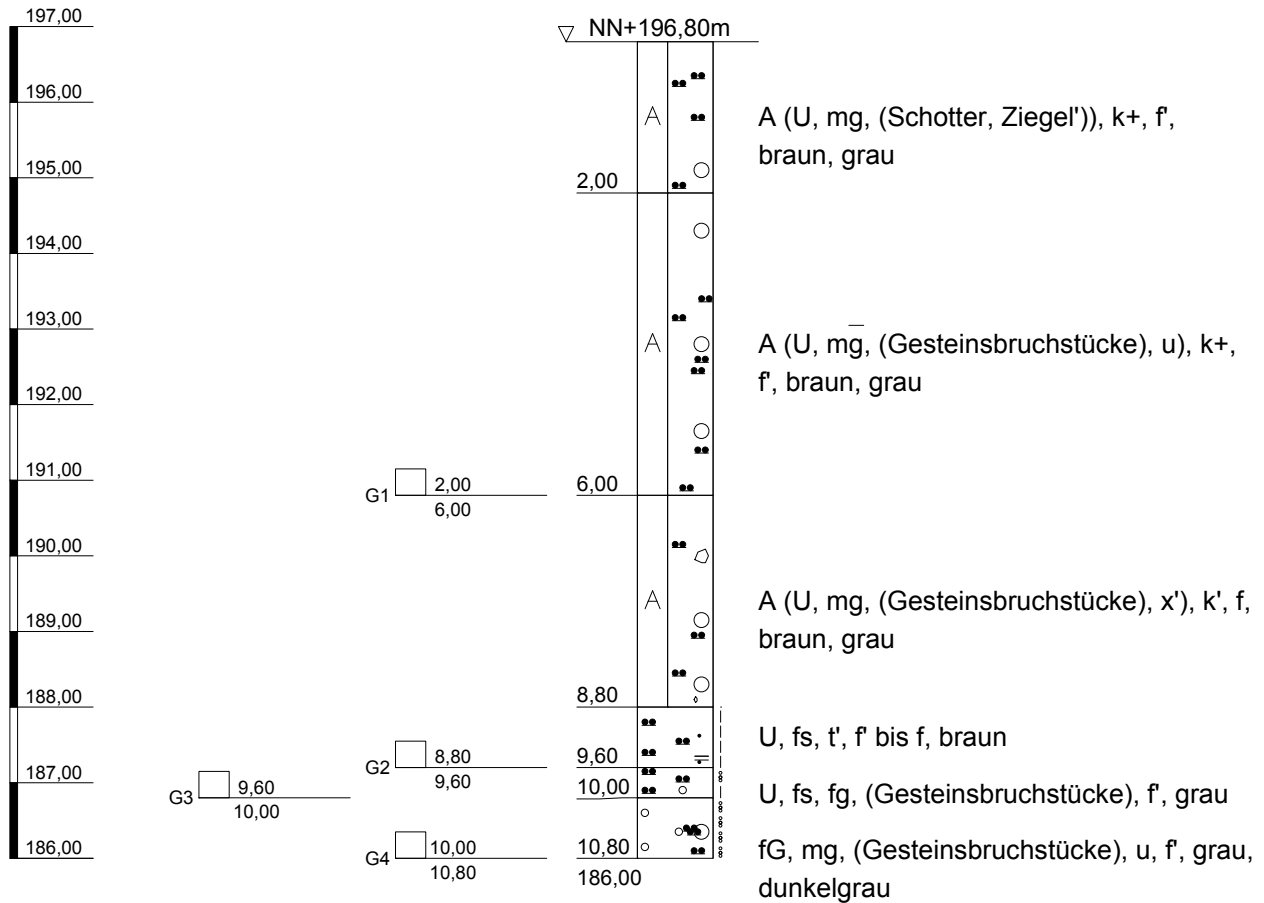 197,00
NN+196,80m
196,00
A
A (U, mg, (Schotter, Ziegel')), k+, f',
braun, grau
195,00
2,00
194,00
193,00
A
A (U, mg̅, (Gesteinsbruchstücke), u), k+,
f', braun, grau
192,00
191,00
G1
2,00
6,00
6,00
190,00
A
A (U, mg, (Gesteinsbruchstücke), x'), k', f,
braun, grau
189,00
188,00
8,80
U, fs, t', f' bis f, braun
G2
8,80
9,60
9,60
187,00
G3
9,60
10,00
10,00
U, fs, fg, (Gesteinsbruchstücke), f', grau
186,00
G4
10,00
10,80
10,80
186,00
fG, mg, (Gesteinsbruchstücke), u, f', grau,
dunkelgrau